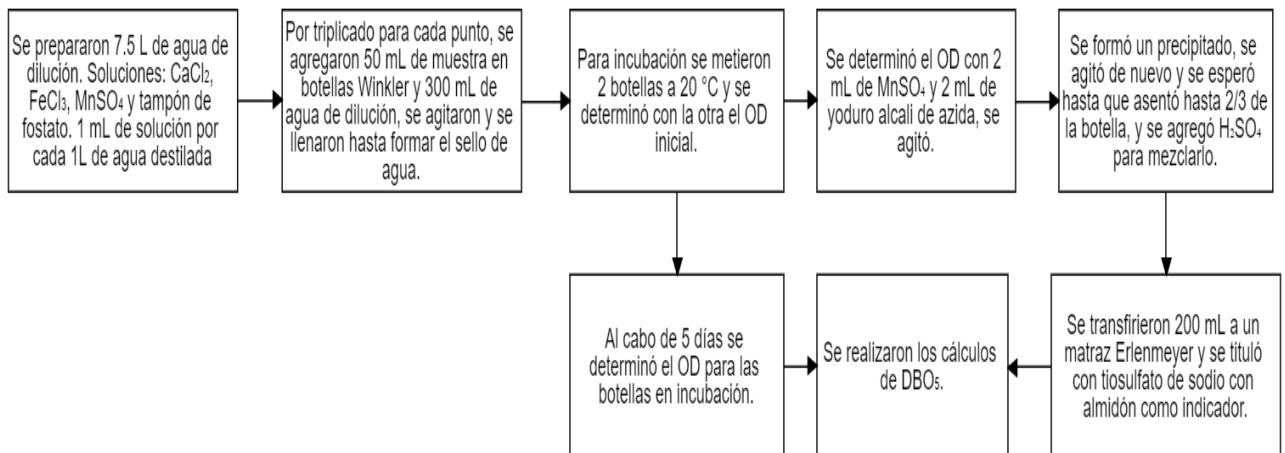 Se prepararon 7.5 L de agua de
dilución. Soluciones: CaCl₂,
FeCl₃, MnSO₄ y tampón de
fostato. 1 mL de solución por
cada 1L de agua destilada
Por triplicado para cada punto, se
agregaron 50 mL de muestra en
botellas Winkler y 300 mL de
agua de dilución, se agitaron y se
llenaron hasta formar el sello de
agua.
Para incubación se metieron
2 botellas a 20 °C y se
determinó con la otra el OD
inicial.
Se determinó el OD con 2
mL de MnSO₄ y 2 mL de
yoduro alcali de azida, se
agitó.
Se formó un precipitado, se
agitó de nuevo y se esperó
hasta que asentó hasta 2/3 de
la botella, y se agregó H₂SO₄
para mezclarlo.
Al cabo de 5 días se
determinó el OD para las
botellas en incubación.
Se realizaron los cálculos
de DBO₅.
Se transfirieron 200 mL a un
matraz Erlenmeyer y se tituló
con tiosulfato de sodio con
almidón como indicador.